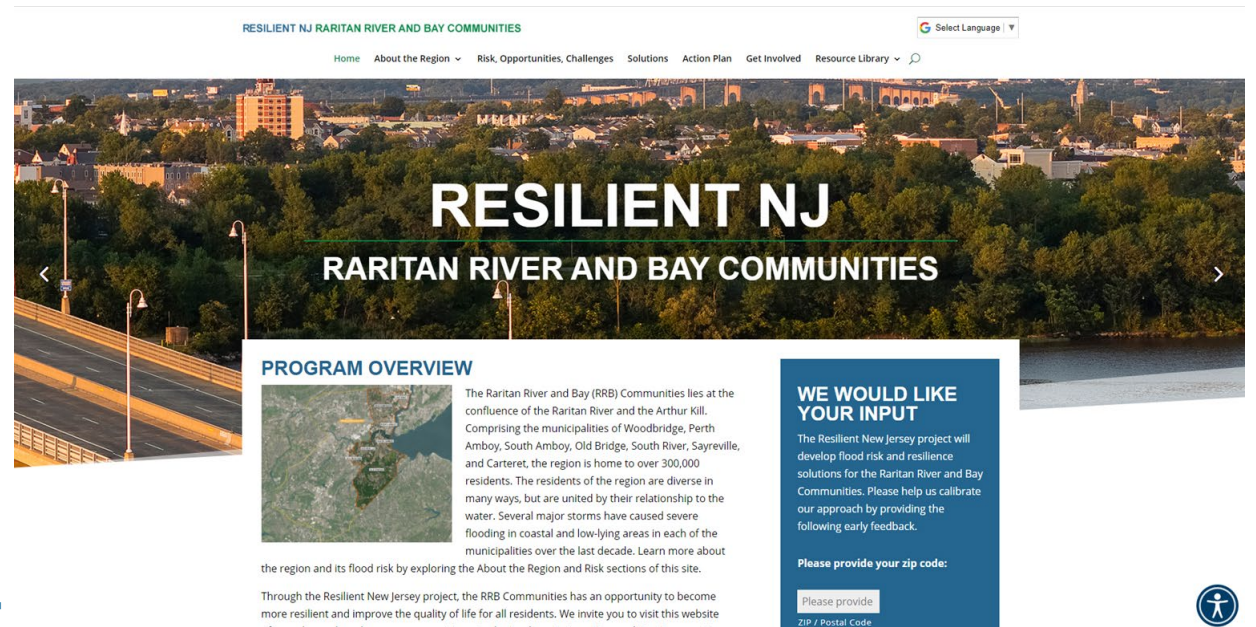 RESILIENT NJ RARITAN RIVER AND BAY COMMUNITIES
Select Language ▼
Home About the Region Risk, Opportunities, Challenges Solutions Action Plan Get Involved Resource Library
RESILIENT NJ
RARITAN RIVER AND BAY COMMUNITIES
PROGRAM OVERVIEW
The Raritan River and Bay (RRB) Communities lies at the
confluence of the Raritan River and the Arthur Kill.
Comprising the municipalities of Woodbridge, Perth
Amboy, South Amboy, Old Bridge, South River, Sayreville,
and Carteret, the region is home to over 300,000
residents. The residents of the region are diverse in
many ways, but are united by their relationship to the
water. Several major storms have caused severe
flooding in coastal and low-lying areas in each of the
municipalities over the last decade. Learn more about
the region and its flood risk by exploring the About the Region and Risk sections of this site.
Through the Resilient New Jersey project, the RRB Communities has an opportunity to become
more resilient and improve the quality of life for all residents. We invite you to visit this website
WE WOULD LIKE
YOUR INPUT
The Resilient New Jersey project will
develop flood risk and resilience
solutions for the Raritan River and Bay
Communities. Please help us calibrate
our approach by providing the
following early feedback.
Please provide your zip code:
Please provide
ZIP / Postal Code